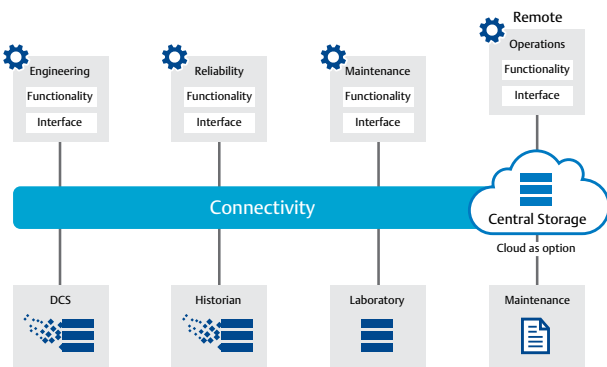 Remote
Engineering
Functionality
Interface
Reliability
Functionality
Interface
Maintenance
Functionality
Interface
Operations
Functionality
Interface
Connectivity
Central Storage
Cloud as option
DCS
Historian
Laboratory
Maintenance